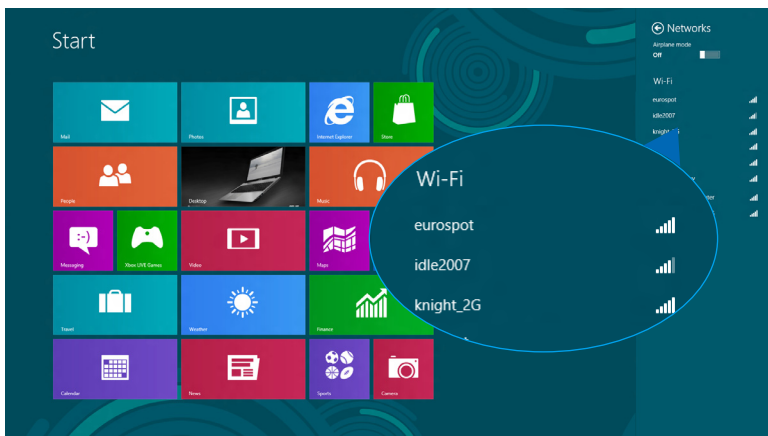 Start
Mail
Photos
Internet Explorer
Store
People
Desktop
Music
Messaging
Xbox LIVE Games
Video
Maps
Travel
Weather
Finance
Calendar
News
Sports
Camera
Networks
Airplane mode
Off
Wi-Fi
eurospot
idle2007
Wi-Fi
eurospot
idle2007
knight_2G